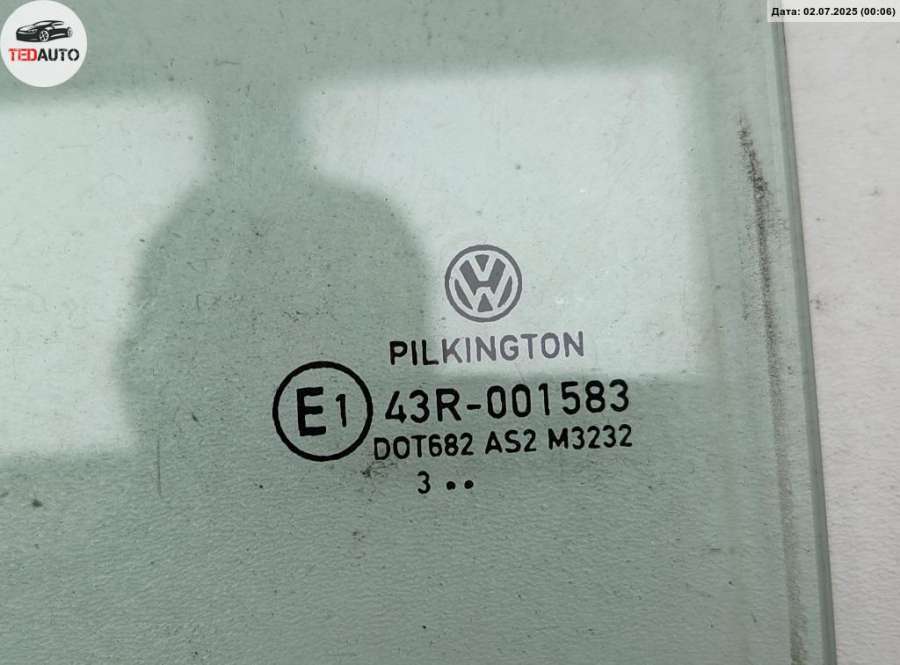 Дата: 02.07.2025 (00:06)
TEDAUTO
PILKINGTON
E1 43R-001583
DOT682 AS2 M3232
3 ••